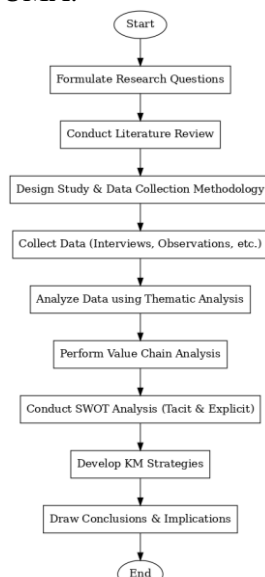 Start
Formulate Research Questions
Conduct Literature Review
Design Study & Data Collection Methodology
Collect Data (Interviews, Observations, etc.)
Analyze Data using Thematic Analysis
Perform Value Chain Analysis
Conduct SWOT Analysis (Tacit & Explicit)
Develop KM Strategies
Draw Conclusions & Implications
End